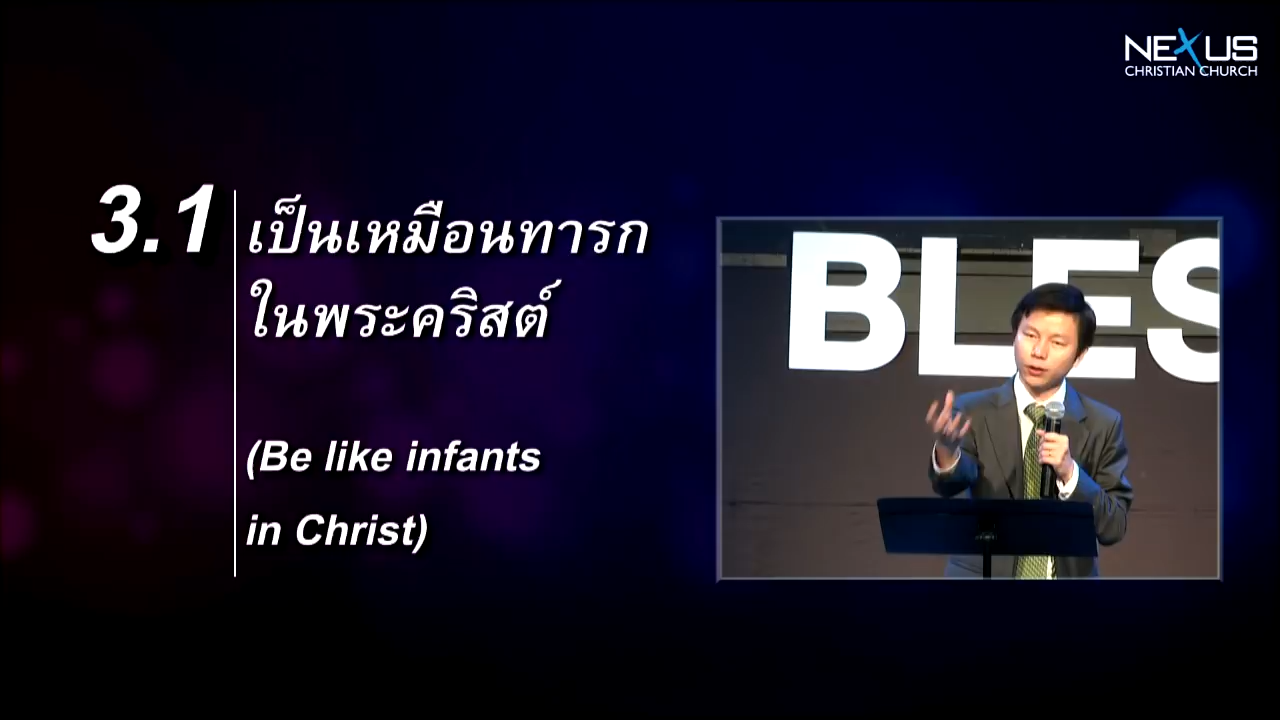 NEXUS
CHRISTIAN CHURCH
3.1
เป็นเหมือนทารก
ในพระคริสต์
(Be like infants
in Christ)
BLES